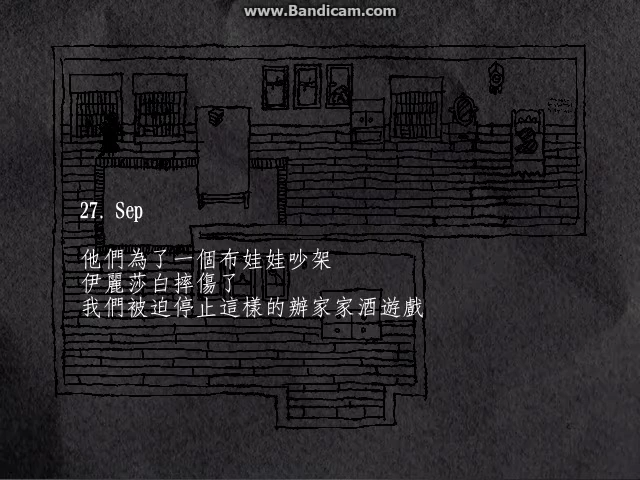 www.Bandicam.com
27. Sep
他們為了一個布娃娃吵架
伊麗莎白摔傷了
我們被迫停止這樣的辦家家酒遊戲